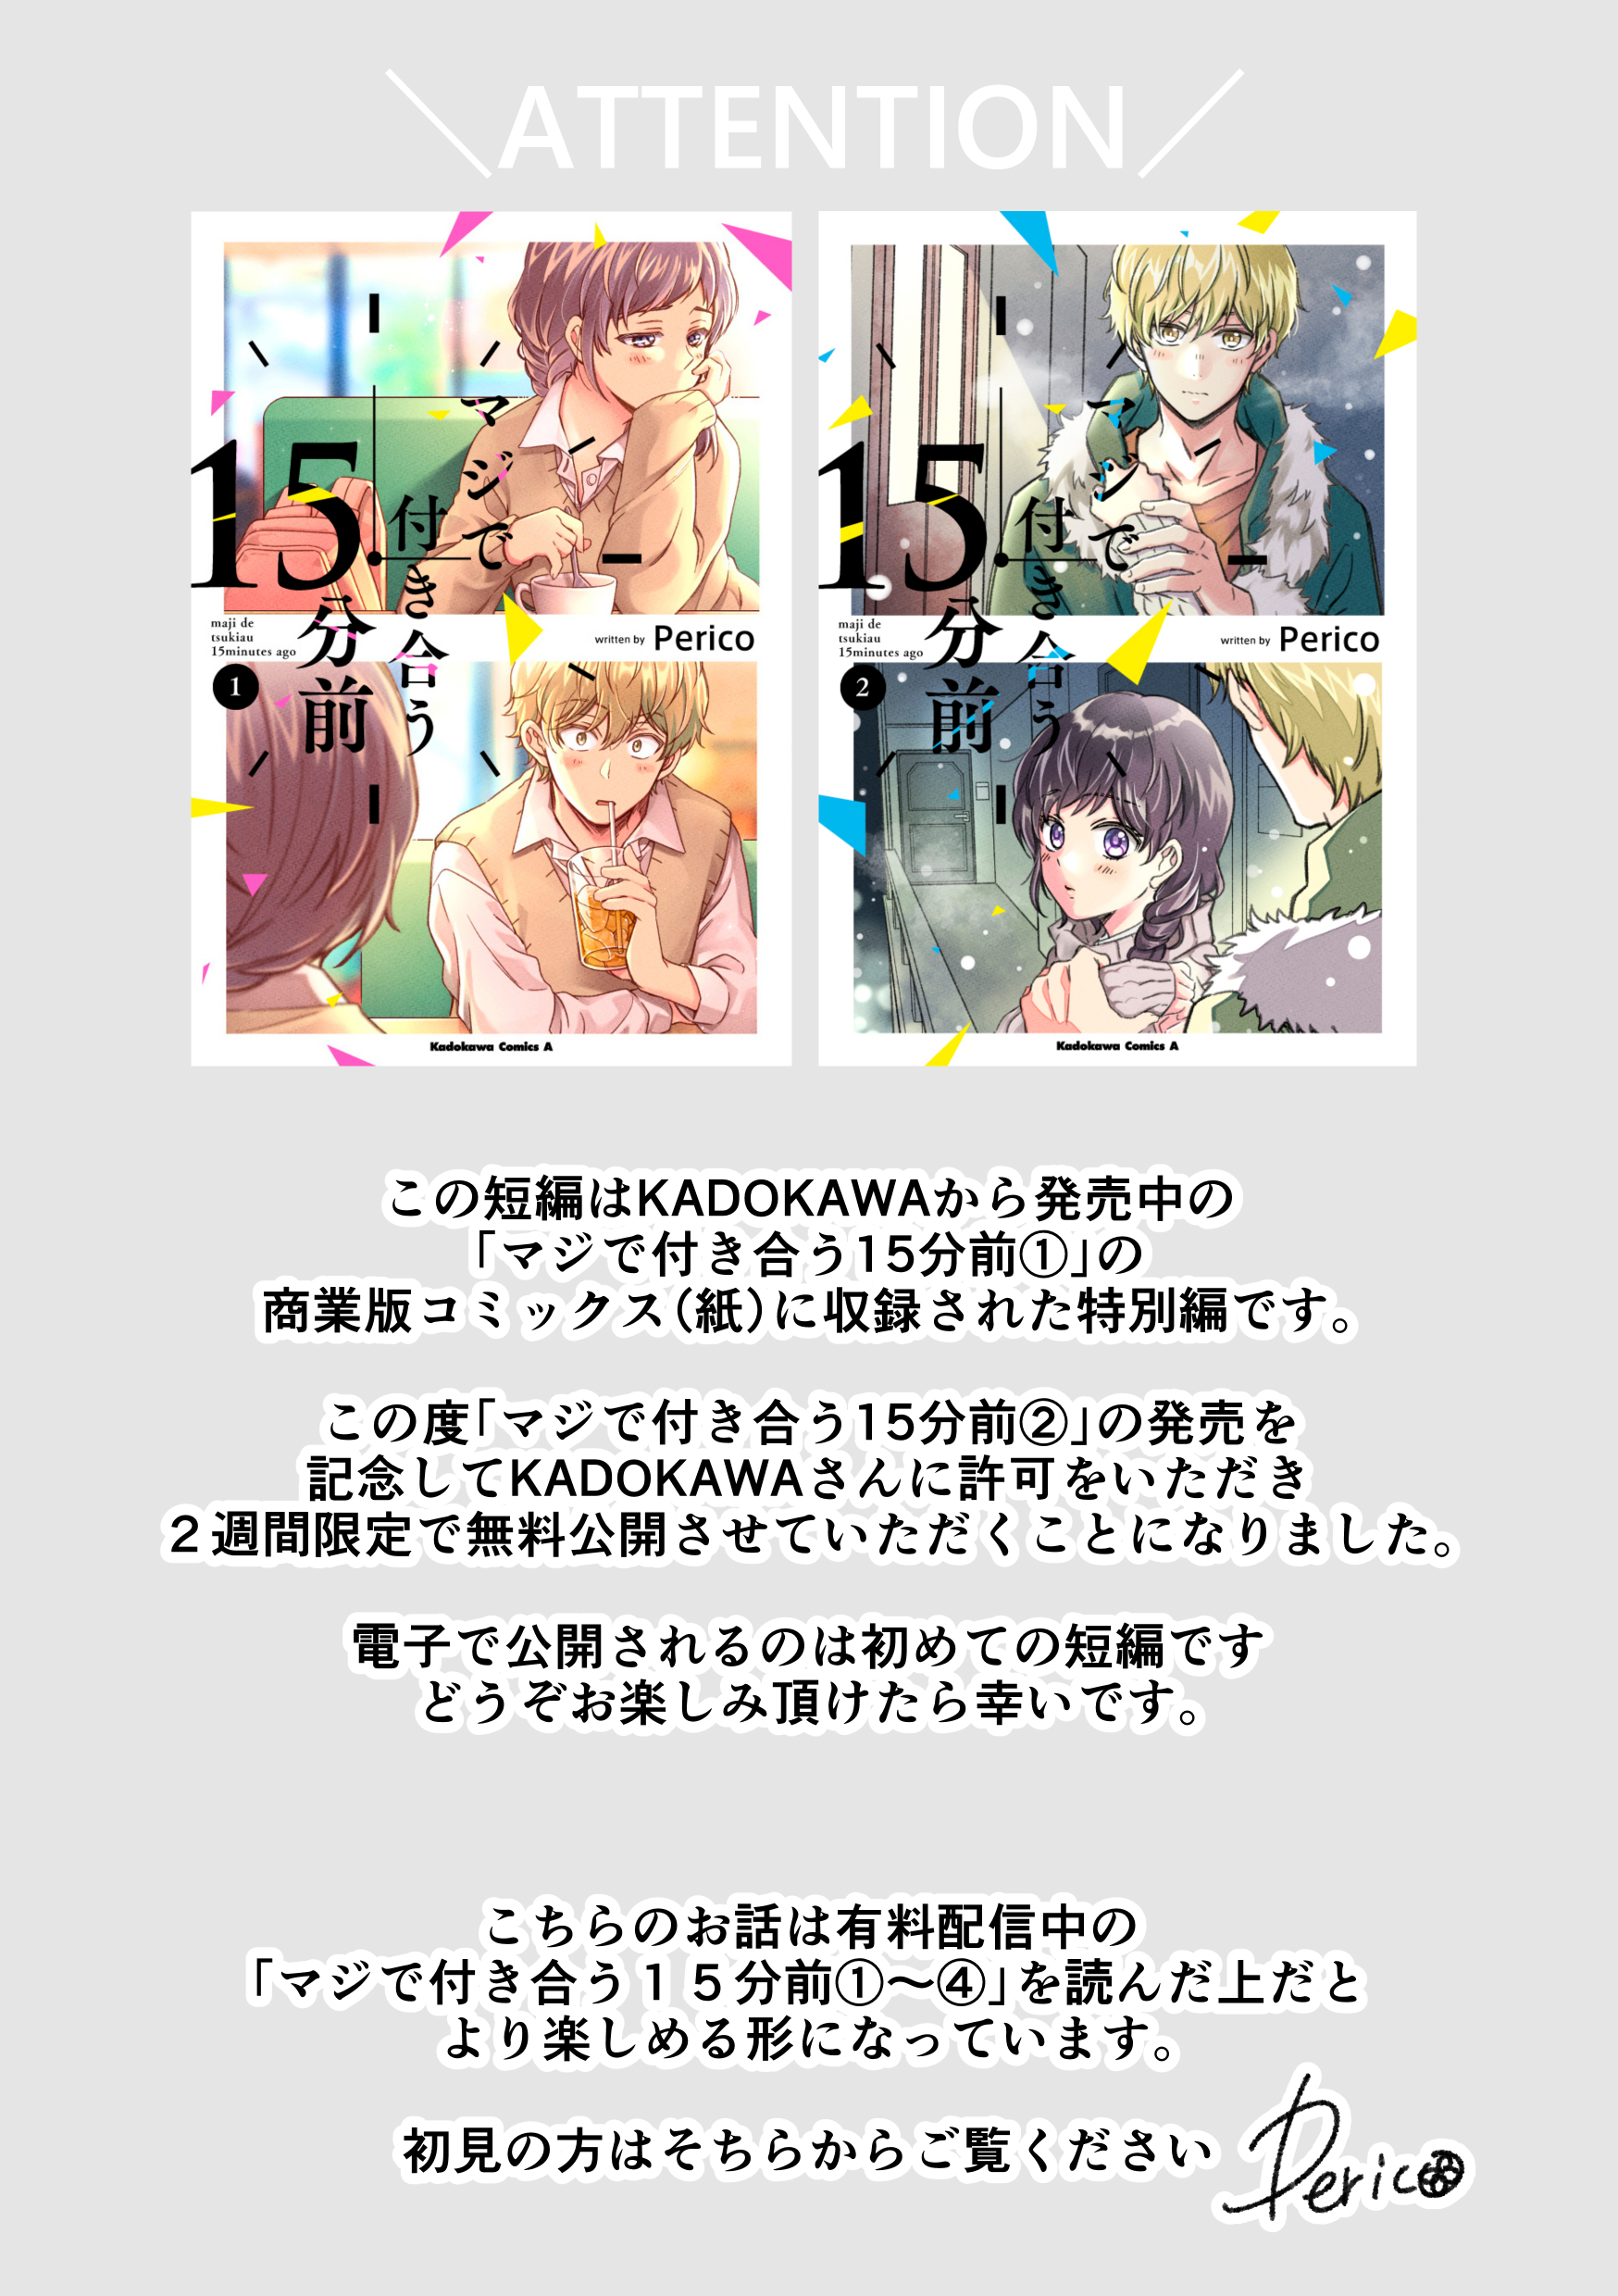 ATTENTION
マジで
付き合う
15分前
maji de
tsukiau
15minutes ago
1
written by Perico
Kadokawa Comics A
マジで
付き合う
15分前
maji de
tsukiau
15minutes ago
2
written by Perico
Kadokawa Comics A
この短編はKADOKAWAから発売中の
「マジで付き合う15分前①」の
商業版コミックス(紙)に収録された特別編です。
この度「マジで付き合う15分前②」の発売を
記念してKADOKAWAさんに許可をいただき
２週間限定で無料公開させていただくことになりました。
電子で公開されるのは初めての短編です
どうぞお楽しみ頂けたら幸いです。
こちらのお話は有料配信中の
「マジで付き合う１５分前①～④」を読んだ上だと
より楽しめる形になっています。
初見の方はそちらからご覧ください
Perico